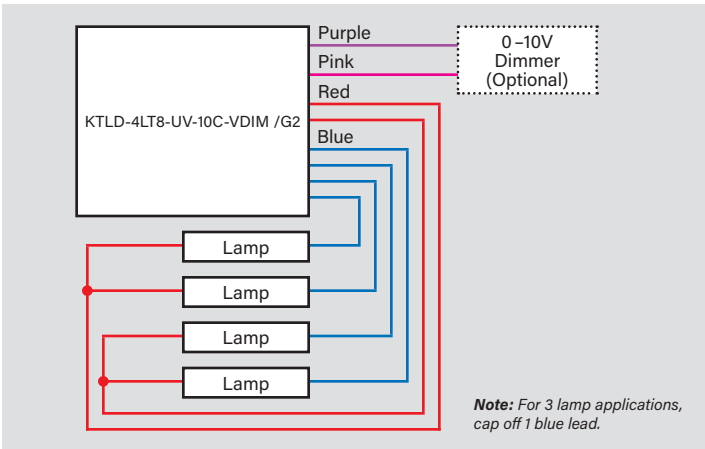 Purple
0–10V
Dimmer
(Optional)
Pink
Red
KTLD-4LT8-UV-10C-VDIM /G2
Blue
Lamp
Lamp
Lamp
Lamp
Note: For 3 lamp applications,
cap off 1 blue lead.